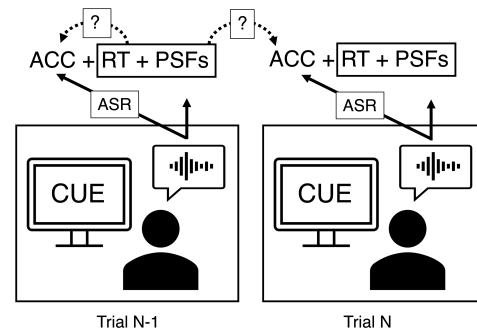 ? ?
ACC + RT + PSFs ACC + RT + PSFs
ASR ASR
CUE CUE
Trial N-1 Trial N